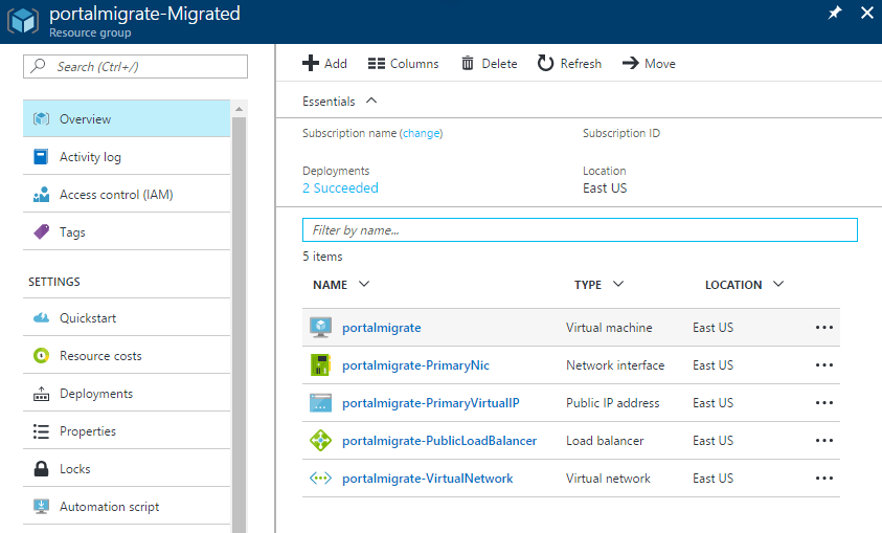 portalmigrate-Migrated
Resource group
Search (Ctrl+/)
Overview
Activity log
Access control (IAM)
Tags
SETTINGS
Quickstart
Resource costs
Deployments
Properties
Locks
Automation script
Add Columns Delete Refresh Move
Essentials
Subscription name (change) Subscription ID
Deployments Location
2 Succeeded East US
Filter by name...
5 items
NAME TYPE LOCATION
portalmigrate Virtual machine East US
portalmigrate-PrimaryNic Network interface East US
portalmigrate-PrimaryVirtualIP Public IP address East US
portalmigrate-PublicLoadBalancer Load balancer East US
portalmigrate-VirtualNetwork Virtual network East US